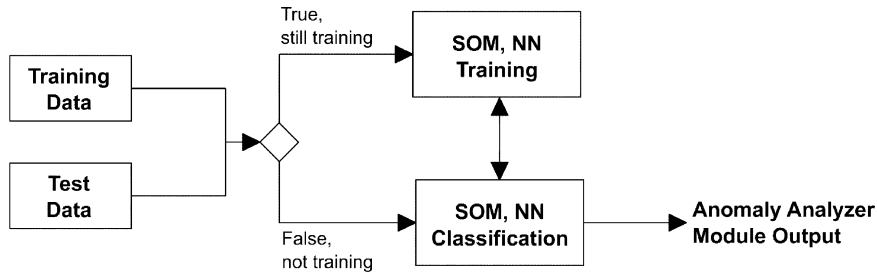 True,
still training
Training
Data
Test
Data
SOM, NN
Training
SOM, NN
Classification
False,
not training
Anomaly Analyzer
Module Output